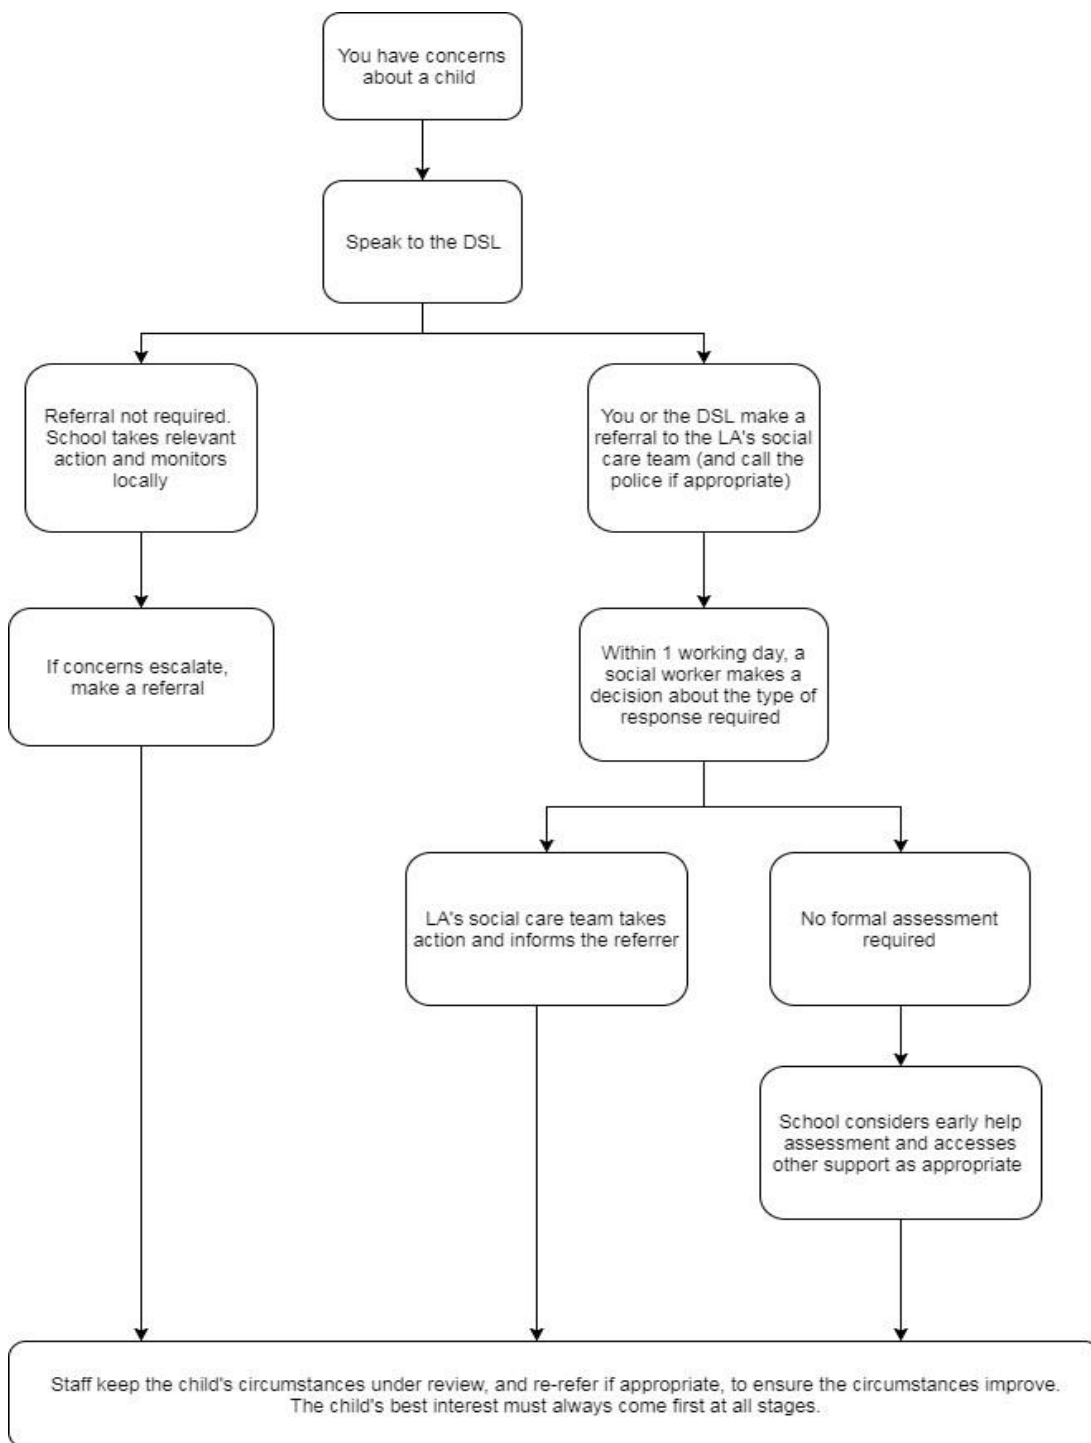 You have concerns
about a child
Speak to the DSL
Referral not required.
School takes relevant
action and monitors
locally
You or the DSL make a
referral to the LA's social
care team (and call the
police if appropriate)
If concerns escalate,
make a referral
Within 1 working day, a
social worker makes a
decision about the type of
response required
LA's social care team takes
action and informs the referrer
No formal assessment
required
School considers early help
assessment and accesses
other support as appropriate
Staff keep the child's circumstances under review, and re-refer if appropriate, to ensure the circumstances improve.
The child's best interest must always come first at all stages.